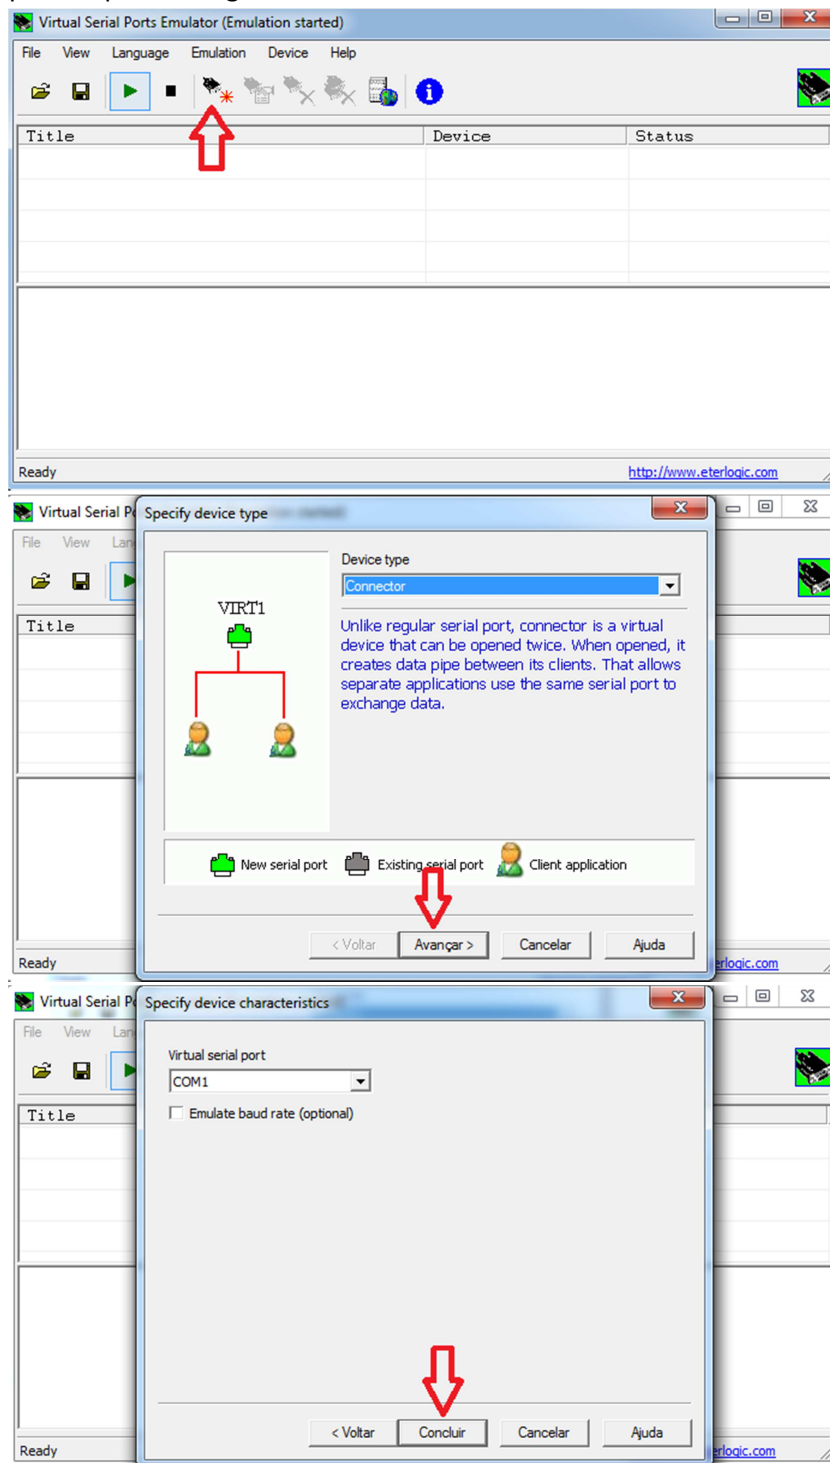 Virtual Serial Ports Emulator (Emulation started)
File View Language Emulation Device Help
Title Device Status
Ready http://www.eterlogic.com
Virtual Serial Po
Specify device type
File View Lan
Device type
Connector
VIRT1
Title
Unlike regular serial port, connector is a virtual
device that can be opened twice. When opened, it
creates data pipe between its clients. That allows
separate applications use the same serial port to
exchange data.
New serial port Existing serial port Client application
< Voltar Avançar > Cancelar Ajuda
Ready erlogic.com
Virtual Serial Po
Specify device characteristics
File View Lan
Virtual serial port
COM1
Title
Emulate baud rate (optional)
< Voltar Concluir Cancelar Ajuda
Ready erlogic.com